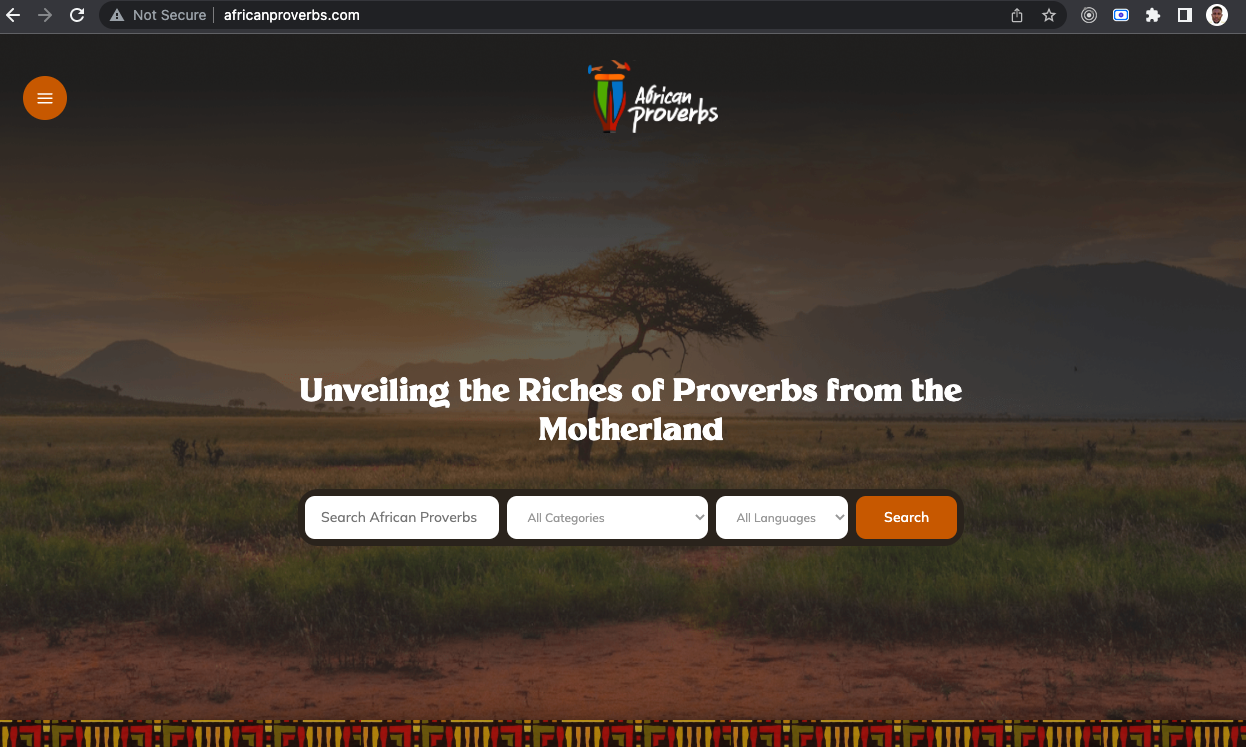 Not Secure africanproverbs.com
African
proverbs
Unveiling the Riches of Proverbs from the
Motherland
Search African Proverbs All Categories All Languages Search